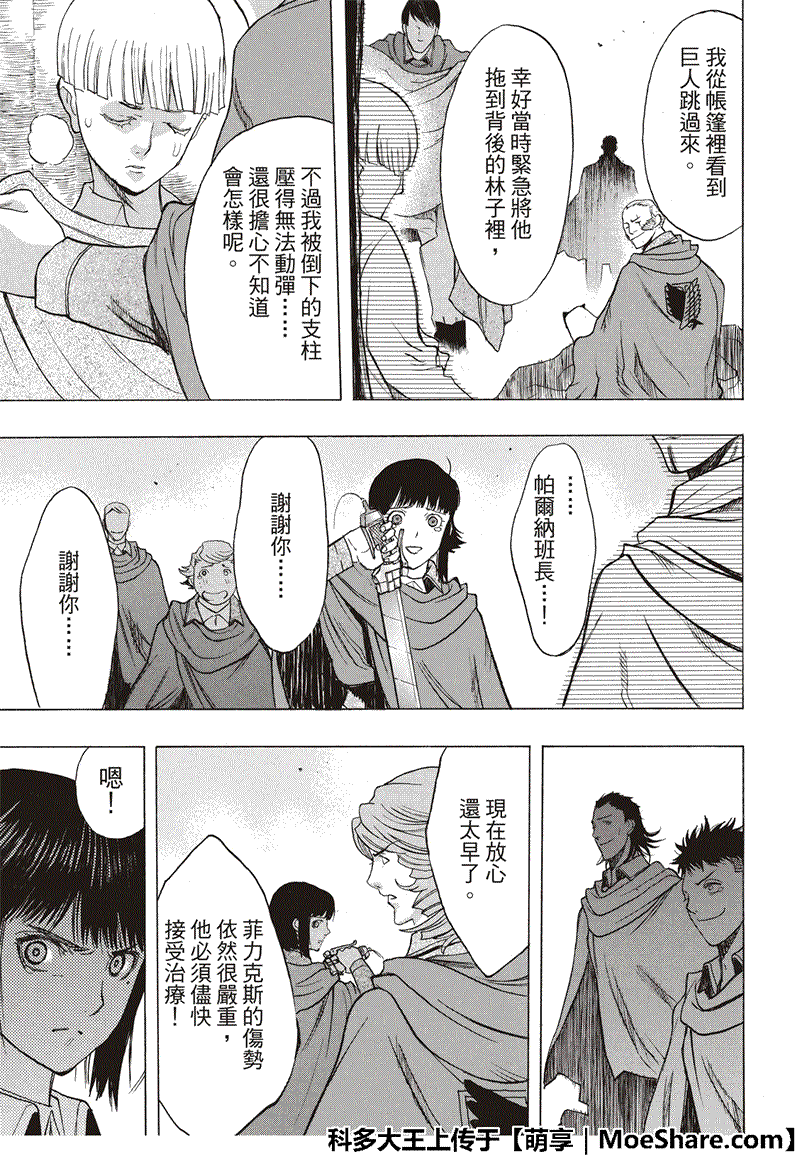 我從帳篷裡看到
巨人跳過來。
幸好當時緊急將他
拖到背後的林子裡，
不過我被倒下的支柱
壓得無法動彈……
還很擔心不知道
會怎樣呢。
……
帕爾納班長…！
謝謝你……
謝謝你……
現在放心
還太早了。
菲力克斯的傷勢
依然很嚴重，
他必須儘快
接受治療！
嗯！
科多大王上传于【萌享｜MoeShare.com】